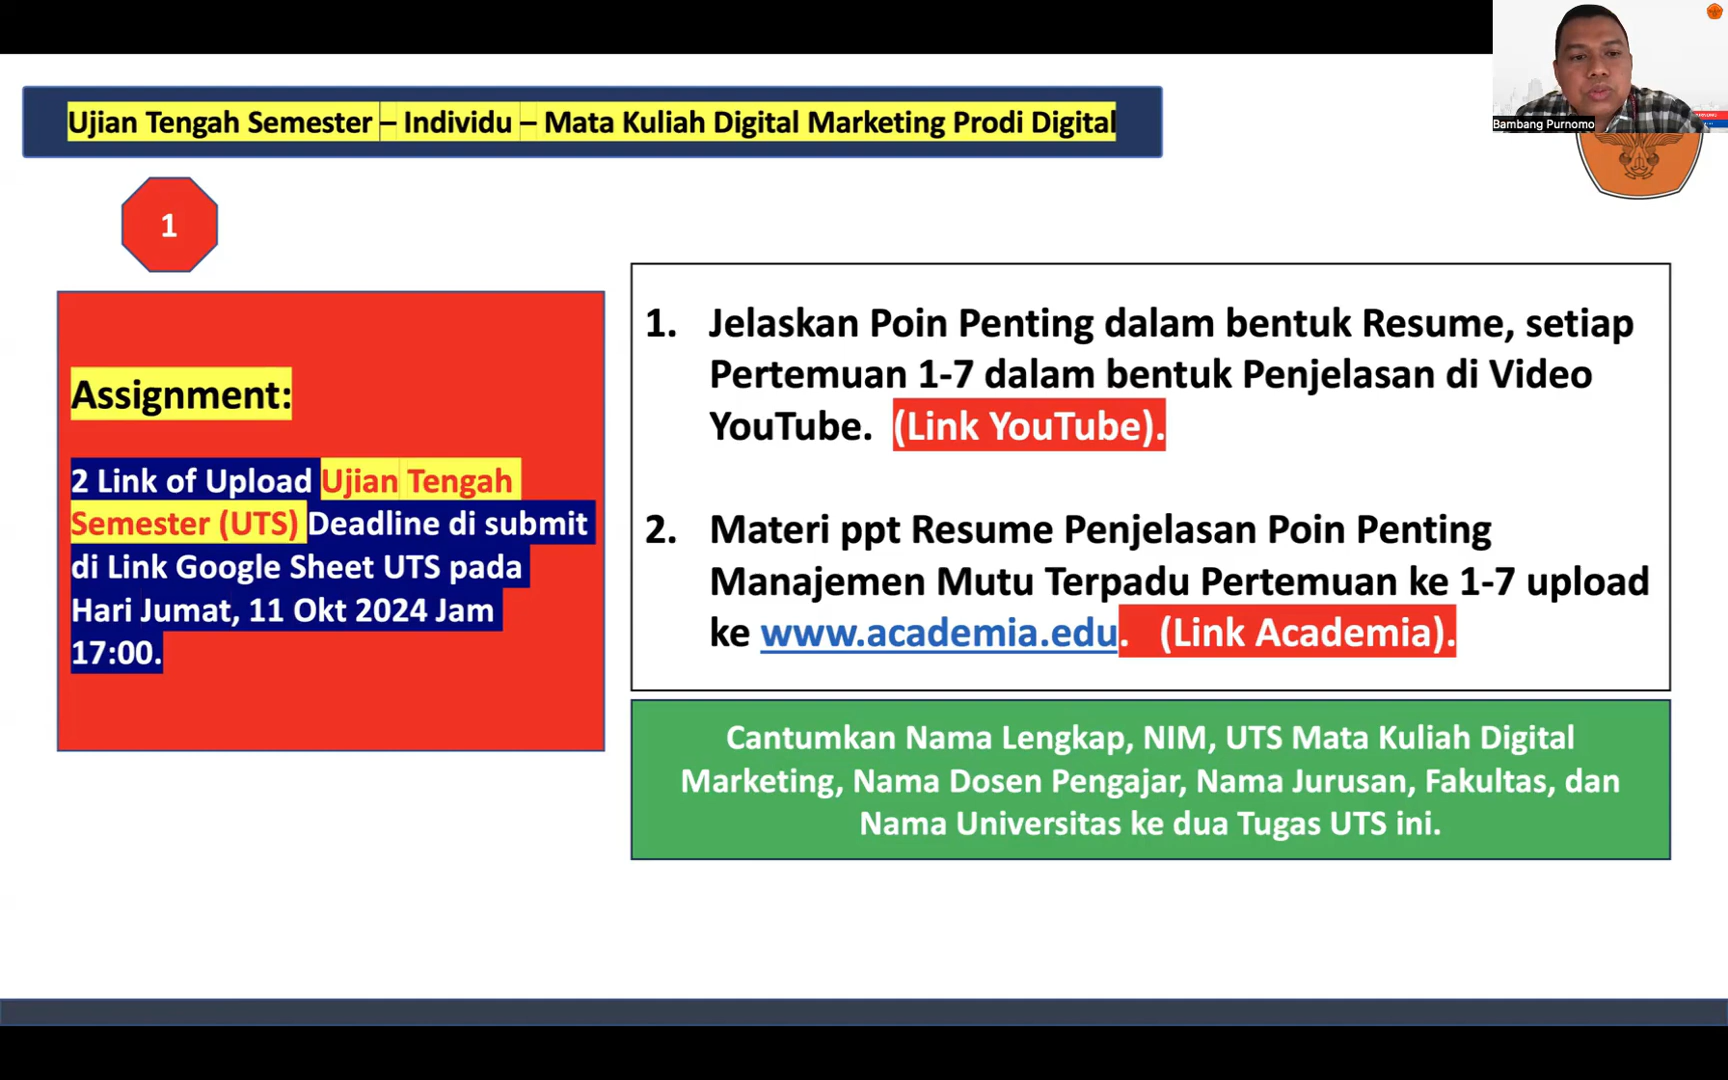 Bambang Purnomo
Ujian Tengah Semester – Individu – Mata Kuliah Digital Marketing Prodi Digital
1
Assignment:
2 Link of Upload Ujian Tengah
Semester (UTS) Deadline di submit
di Link Google Sheet UTS pada
Hari Jumat, 11 Okt 2024 Jam
17:00.
1. Jelaskan Poin Penting dalam bentuk Resume, setiap
Pertemuan 1-7 dalam bentuk Penjelasan di Video
YouTube. (Link YouTube).
2. Materi ppt Resume Penjelasan Poin Penting
Manajemen Mutu Terpadu Pertemuan ke 1-7 upload
ke www.academia.edu. (Link Academia).
Cantumkan Nama Lengkap, NIM, UTS Mata Kuliah Digital
Marketing, Nama Dosen Pengajar, Nama Jurusan, Fakultas, dan
Nama Universitas ke dua Tugas UTS ini.